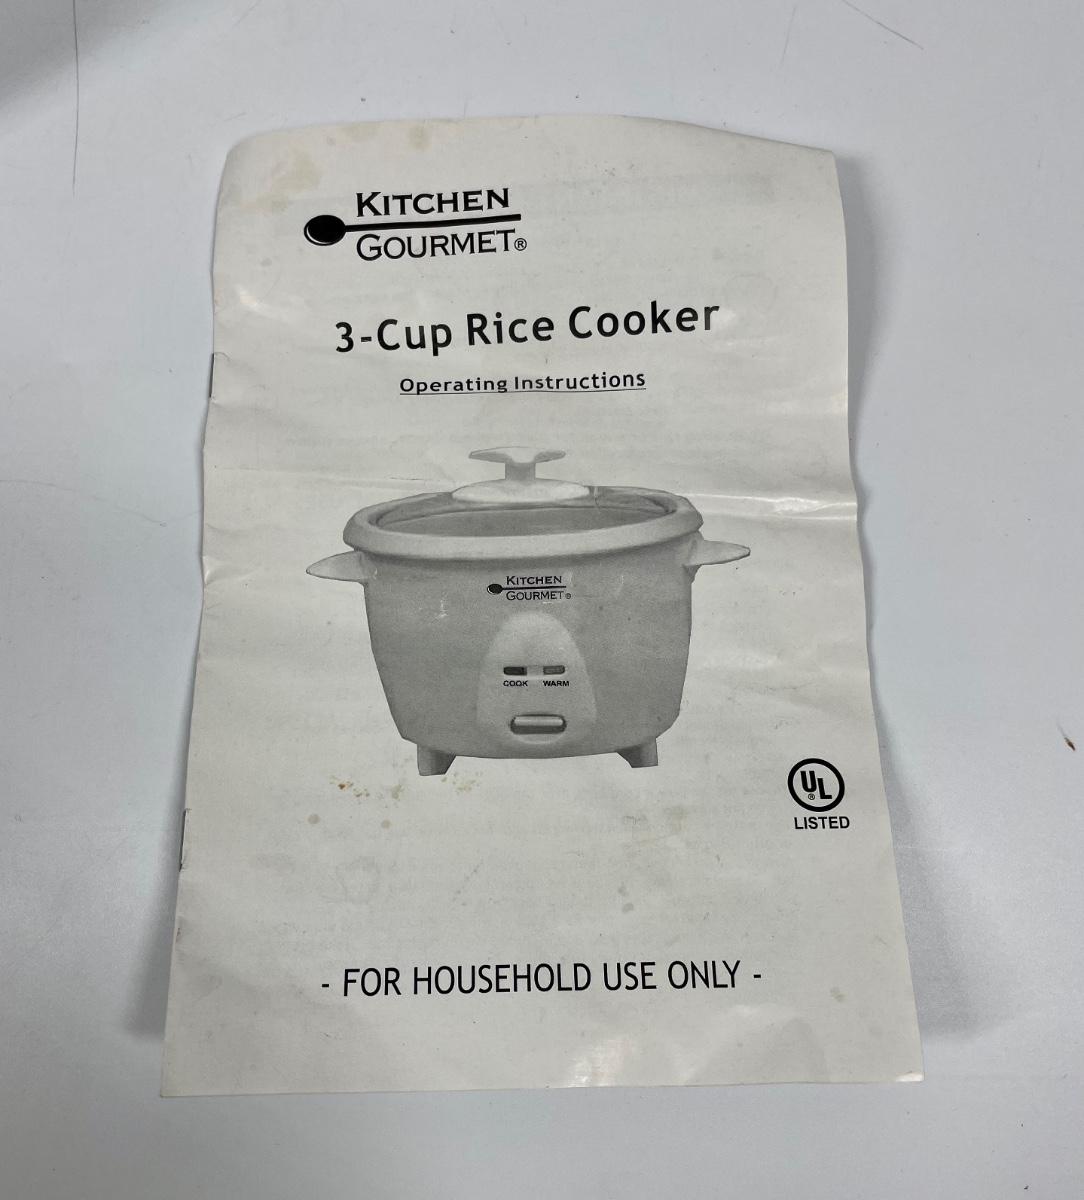 KITCHEN
GOURMET®
3-Cup Rice Cooker
Operating Instructions
KITCHEN
GOURMET®
COOK WARM
UL®
LISTED
- FOR HOUSEHOLD USE ONLY -